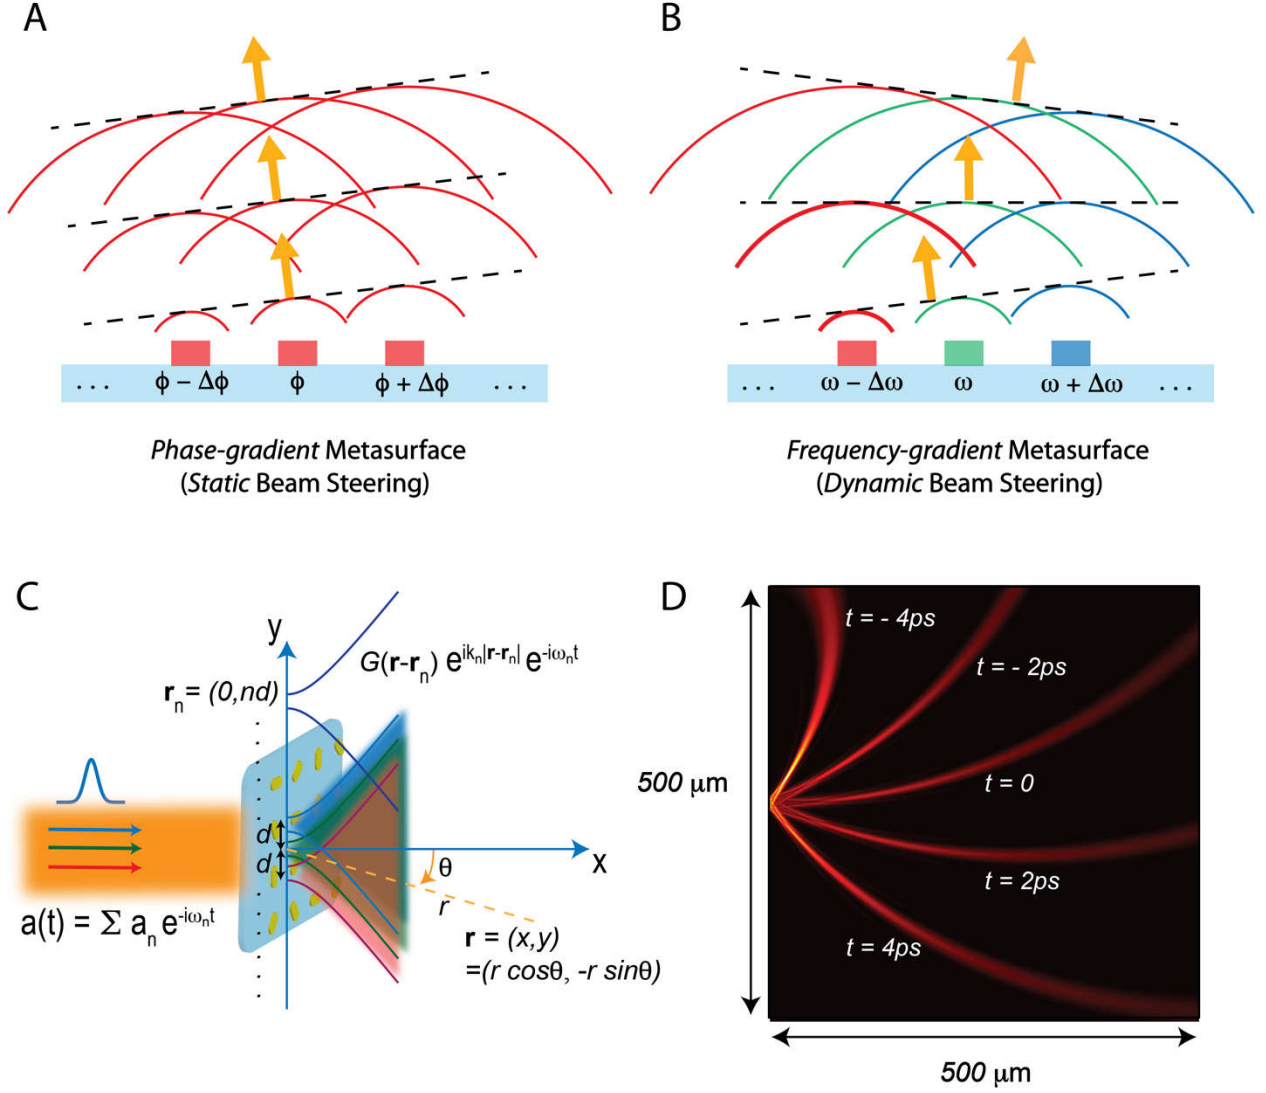 A
B
. . . ϕ − Δϕ ϕ ϕ + Δϕ . . .
. . . ω − Δω ω ω + Δω . . .
Phase-gradient Metasurface
(Static Beam Steering)
Frequency-gradient Metasurface
(Dynamic Beam Steering)
C
y
G(r-rn) e^ikn|r-rn| e^-iωnt
rn= (0,nd)
d
d
x
θ
r
a(t) = Σ an e^-iωnt
r = (x,y)
=(r cosθ, -r sinθ)
D
t = - 4ps
t = - 2ps
500 μm
t = 0
t = 2ps
t = 4ps
500 μm